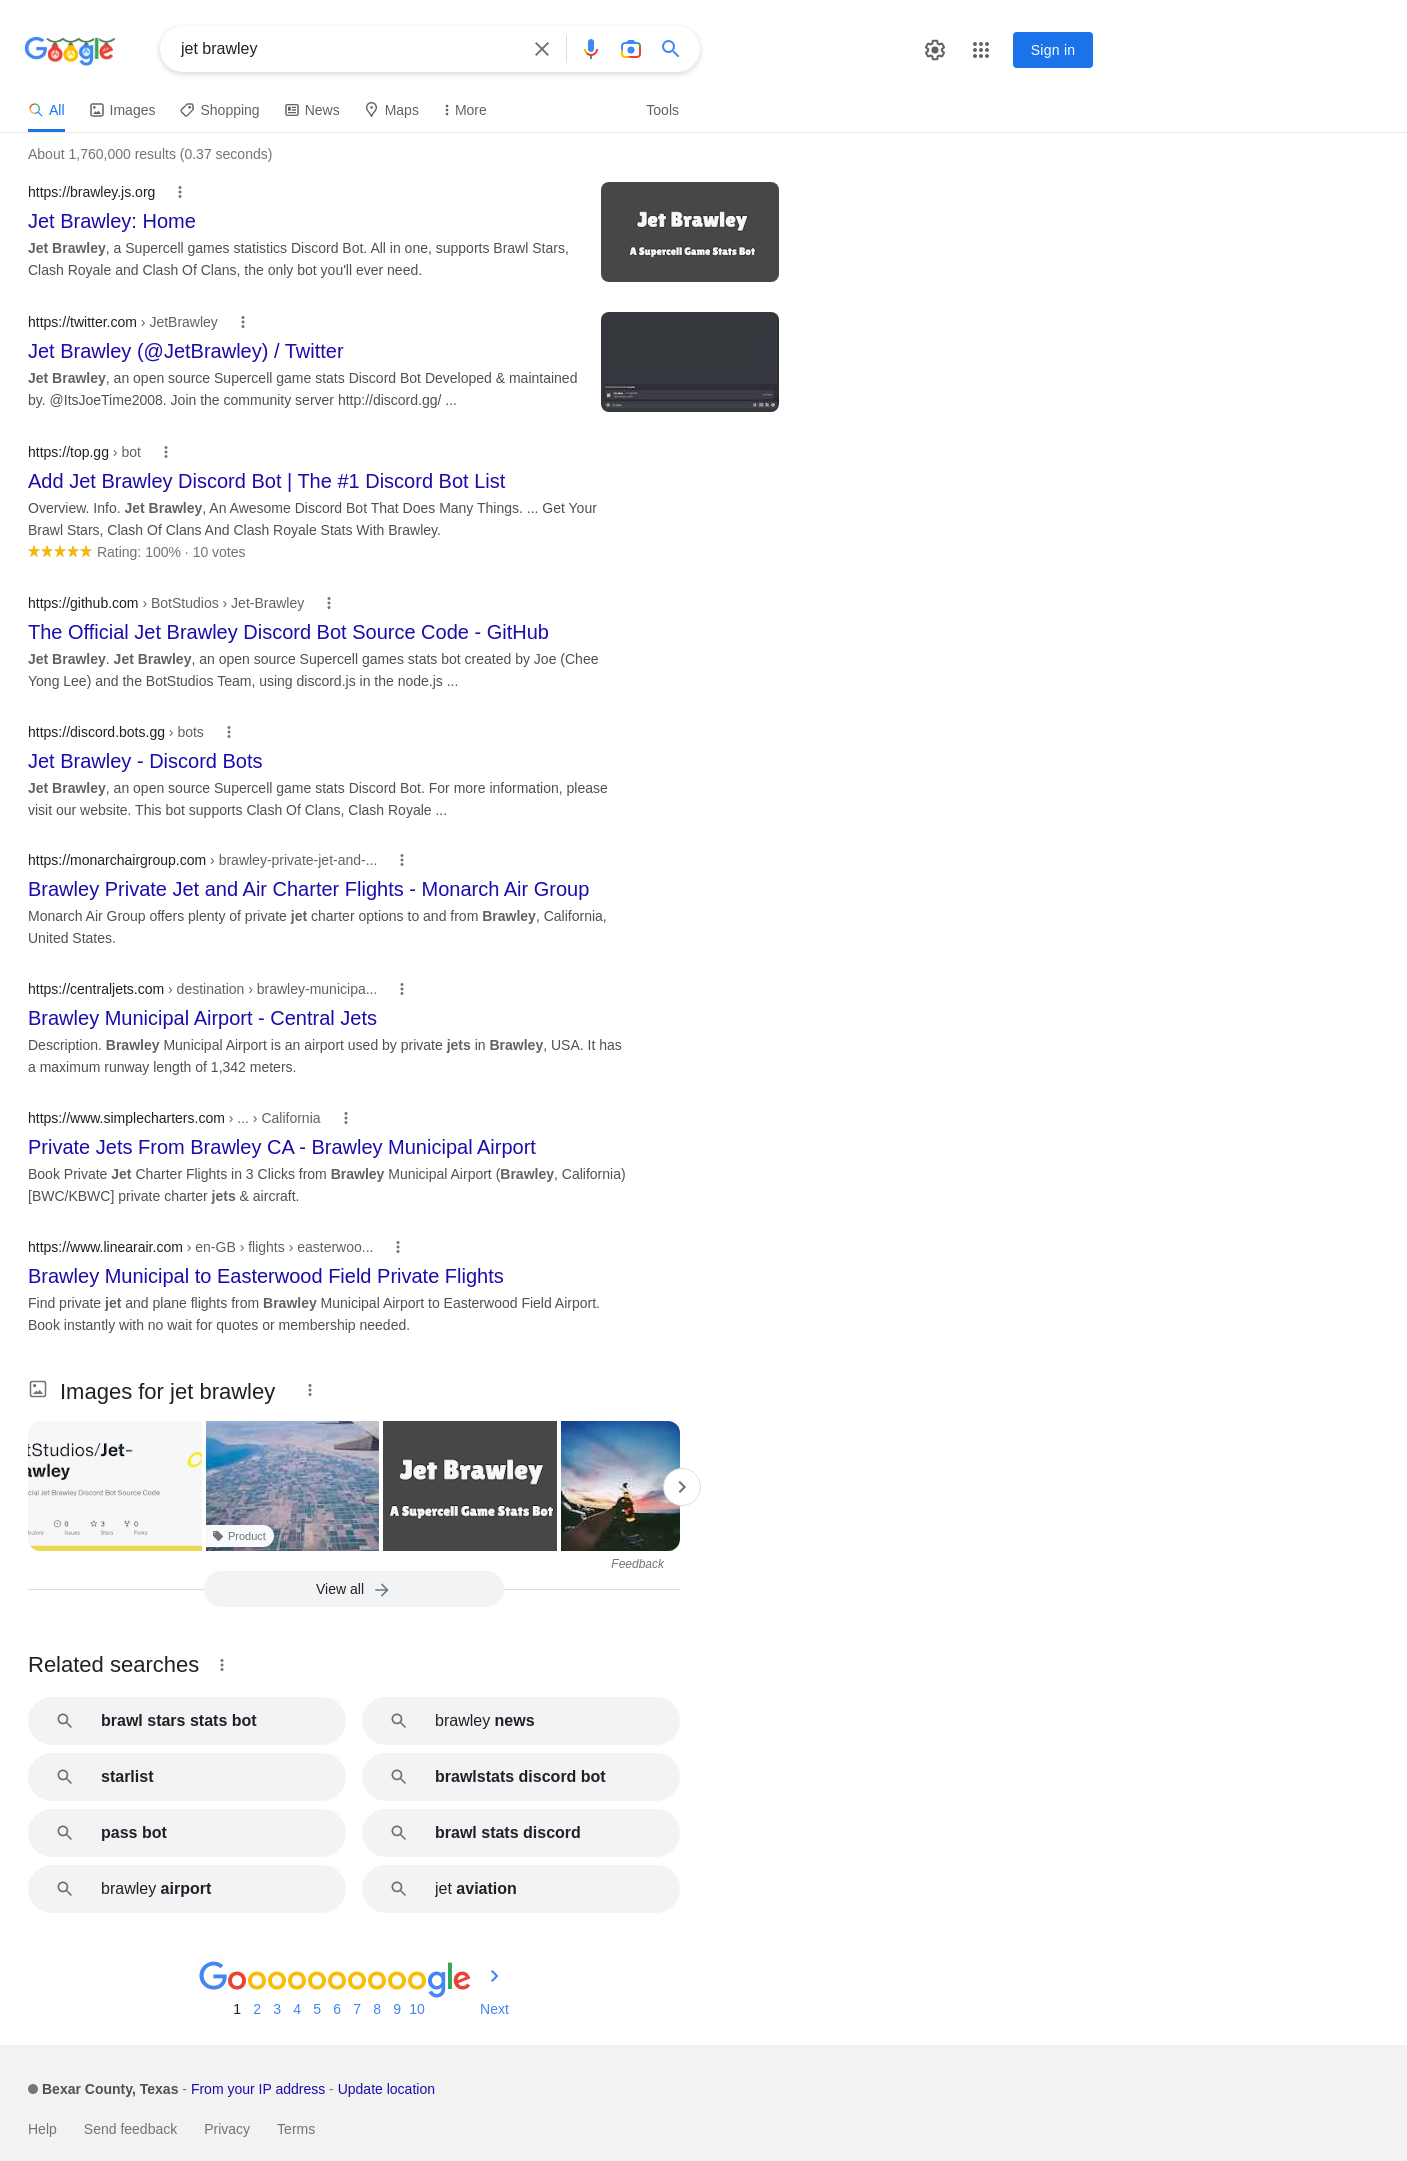 Google
jet brawley
Sign in
All
Images
Shopping
News
Maps
More
Tools
About 1,760,000 results (0.37 seconds)
https://brawley.js.org
Jet Brawley: Home
Jet Brawley, a Supercell games statistics Discord Bot. All in one, supports Brawl Stars,
Clash Royale and Clash Of Clans, the only bot you'll ever need.
Jet Brawley
A Supercell Game Stats Bot
https://twitter.com › JetBrawley
Jet Brawley (@JetBrawley) / Twitter
Jet Brawley, an open source Supercell game stats Discord Bot Developed & maintained
by. @ItsJoeTime2008. Join the community server http://discord.gg/ ...
https://top.gg › bot
Add Jet Brawley Discord Bot | The #1 Discord Bot List
Overview. Info. Jet Brawley, An Awesome Discord Bot That Does Many Things. ... Get Your
Brawl Stars, Clash Of Clans And Clash Royale Stats With Brawley.
Rating: 100% · 10 votes
https://github.com › BotStudios › Jet-Brawley
The Official Jet Brawley Discord Bot Source Code - GitHub
Jet Brawley. Jet Brawley, an open source Supercell games stats bot created by Joe (Chee
Yong Lee) and the BotStudios Team, using discord.js in the node.js ...
https://discord.bots.gg › bots
Jet Brawley - Discord Bots
Jet Brawley, an open source Supercell game stats Discord Bot. For more information, please
visit our website. This bot supports Clash Of Clans, Clash Royale ...
https://monarchairgroup.com › brawley-private-jet-and-...
Brawley Private Jet and Air Charter Flights - Monarch Air Group
Monarch Air Group offers plenty of private jet charter options to and from Brawley, California,
United States.
https://centraljets.com › destination › brawley-municipa...
Brawley Municipal Airport - Central Jets
Description. Brawley Municipal Airport is an airport used by private jets in Brawley, USA. It has
a maximum runway length of 1,342 meters.
https://www.simplecharters.com › ... › California
Private Jets From Brawley CA - Brawley Municipal Airport
Book Private Jet Charter Flights in 3 Clicks from Brawley Municipal Airport (Brawley, California)
[BWC/KBWC] private charter jets & aircraft.
https://www.linearair.com › en-GB › flights › easterwoo...
Brawley Municipal to Easterwood Field Private Flights
Find private jet and plane flights from Brawley Municipal Airport to Easterwood Field Airport.
Book instantly with no wait for quotes or membership needed.
Images for jet brawley
tStudios/Jet-
awley
cial Jet Brawley Discord Bot Source Code
0
3
0
Issues
Stars
Forks
Product
Jet Brawley
A Supercell Game Stats Bot
Feedback
View all
Related searches
brawl stars stats bot
brawley news
starlist
brawlstats discord bot
pass bot
brawl stats discord
brawley airport
jet aviation
Goooooooooogle
1 2 3 4 5 6 7 8 9 10 Next
Bexar County, Texas - From your IP address - Update location
Help
Send feedback
Privacy
Terms